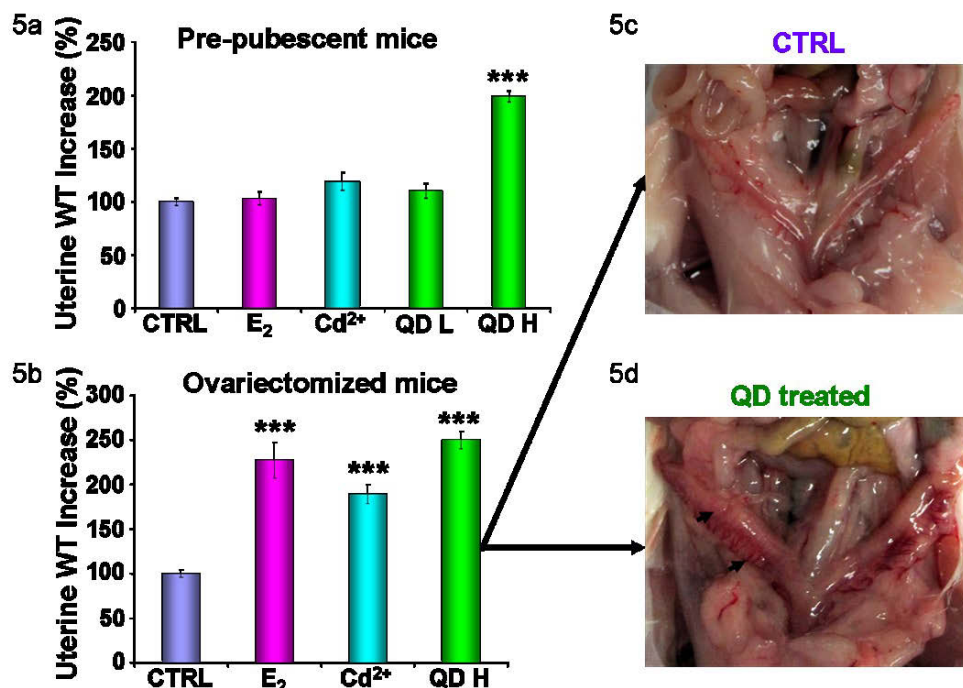 5a
Pre-pubescent mice
Uterine WT Increase (%)
250
200
150
100
50
0
***
CTRL E₂ Cd²⁺ QD L QD H
5b
Ovariectomized mice
Uterine WT Increase (%)
300
250
200
150
100
50
0
***
***
***
CTRL E₂ Cd²⁺ QD H
5c
CTRL
5d
QD treated